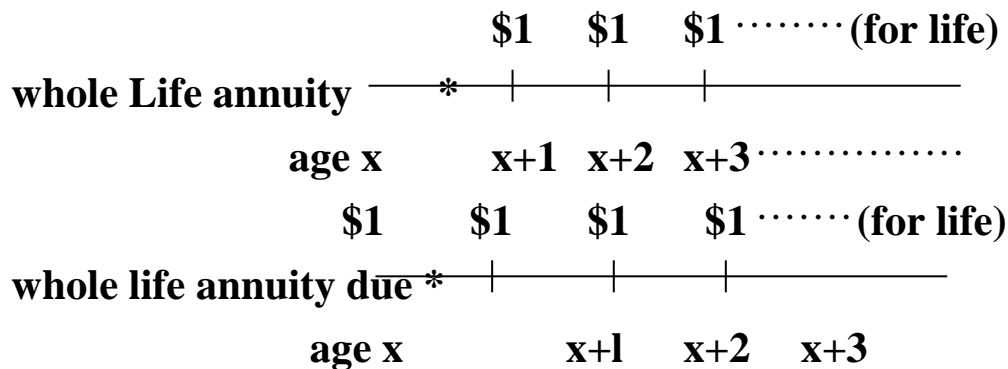 $1 $1 $1 ········ (for life)
whole Life annuity *
age x x+1 x+2 x+3 ···············
$1 $1 $1 $1 ······· (for life)
whole life annuity due *
age x x+l x+2 x+3